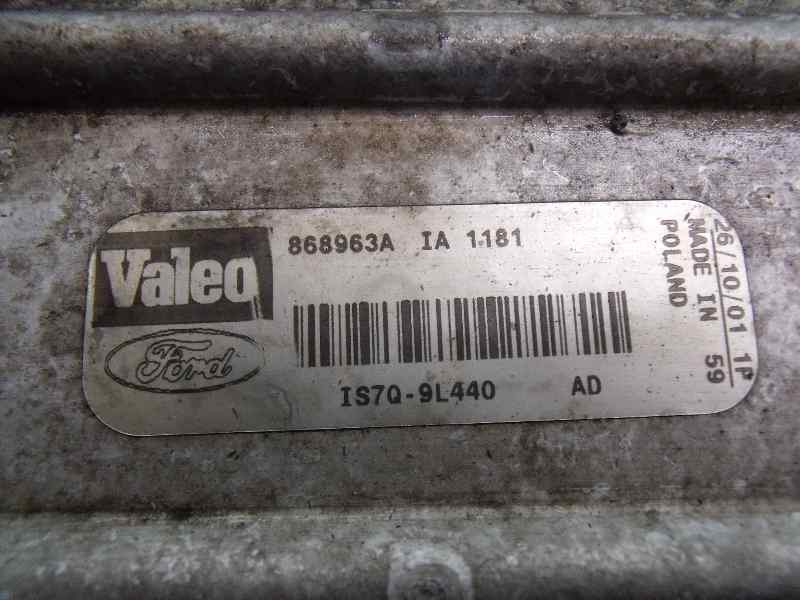 Valeo
868963A IA 1181
Ford
IS7Q-9L440 AD
26/10/01 1P
MADE IN 59
POLAND